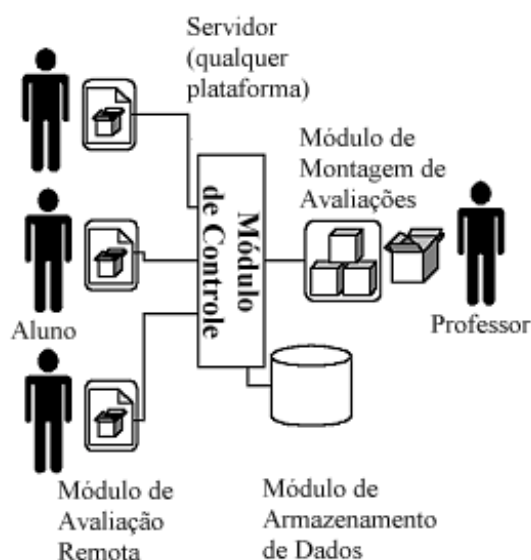 Servidor
(qualquer
plataforma)
Módulo de
Montagem de
Avaliações
Módulo
de Controle
Aluno
Professor
Módulo de
Avaliação
Remota
Módulo de
Armazenamento
de Dados